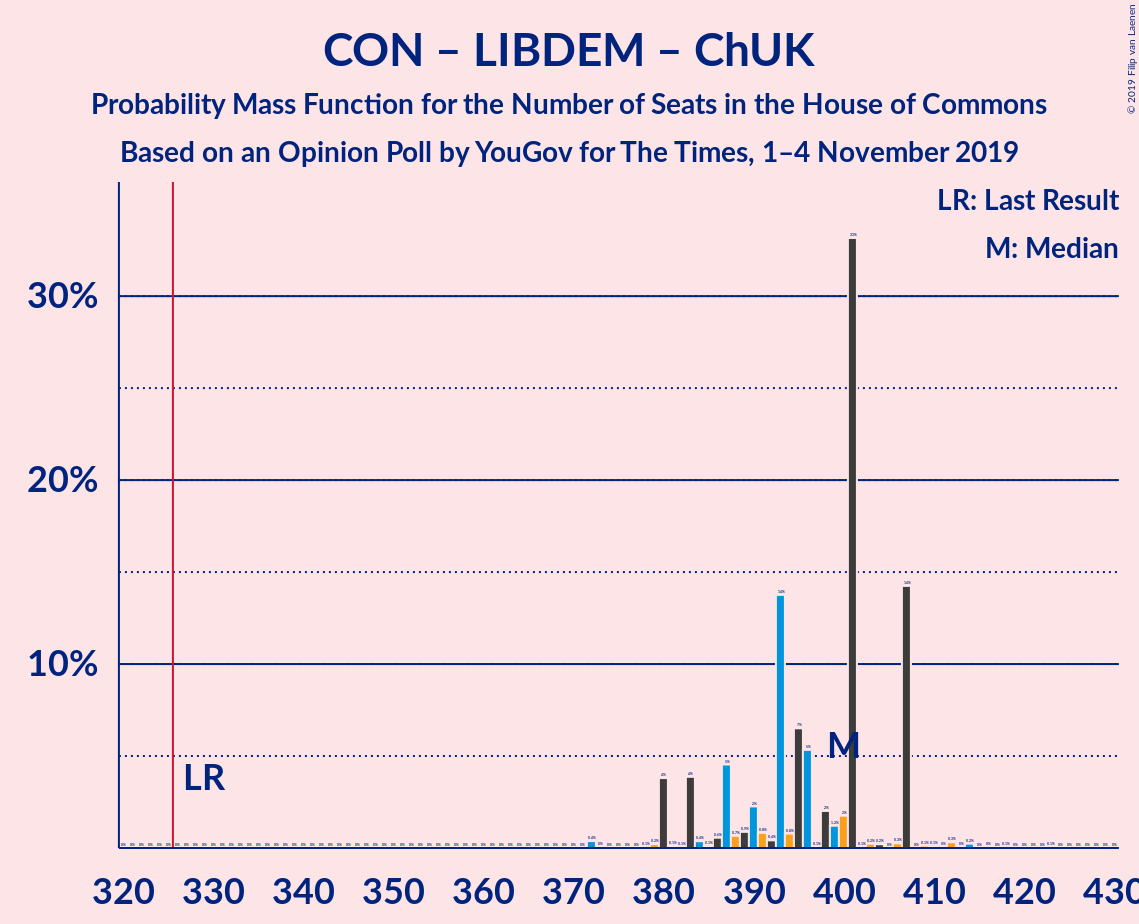 CON – LIBDEM – ChUK
Probability Mass Function for the Number of Seats in the House of Commons
Based on an Opinion Poll by YouGov for The Times, 1–4 November 2019
© 2019 Filip van Laenen
LR: Last Result
M: Median
30%
20%
10%
LR
M
320 330 340 350 360 370 380 390 400 410 420 430